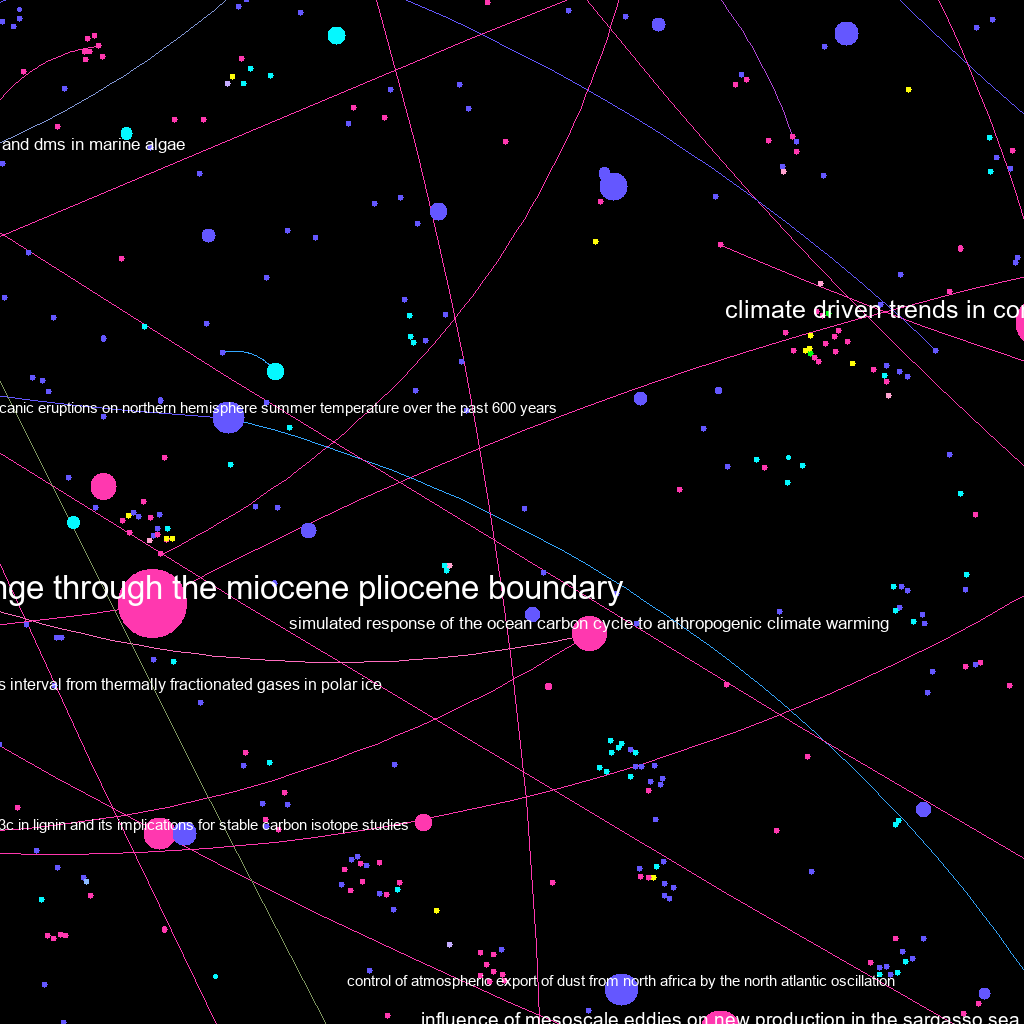 and dms in marine algae
climate driven trends in con
canic eruptions on northern hemisphere summer temperature over the past 600 years
nge through the miocene pliocene boundary
simulated response of the ocean carbon cycle to anthropogenic climate warming
s interval from thermally fractionated gases in polar ice
3c in lignin and its implications for stable carbon isotope studies
control of atmospheric export of dust from north africa by the north atlantic oscillation
influence of mesoscale eddies on new production in the sargasso sea